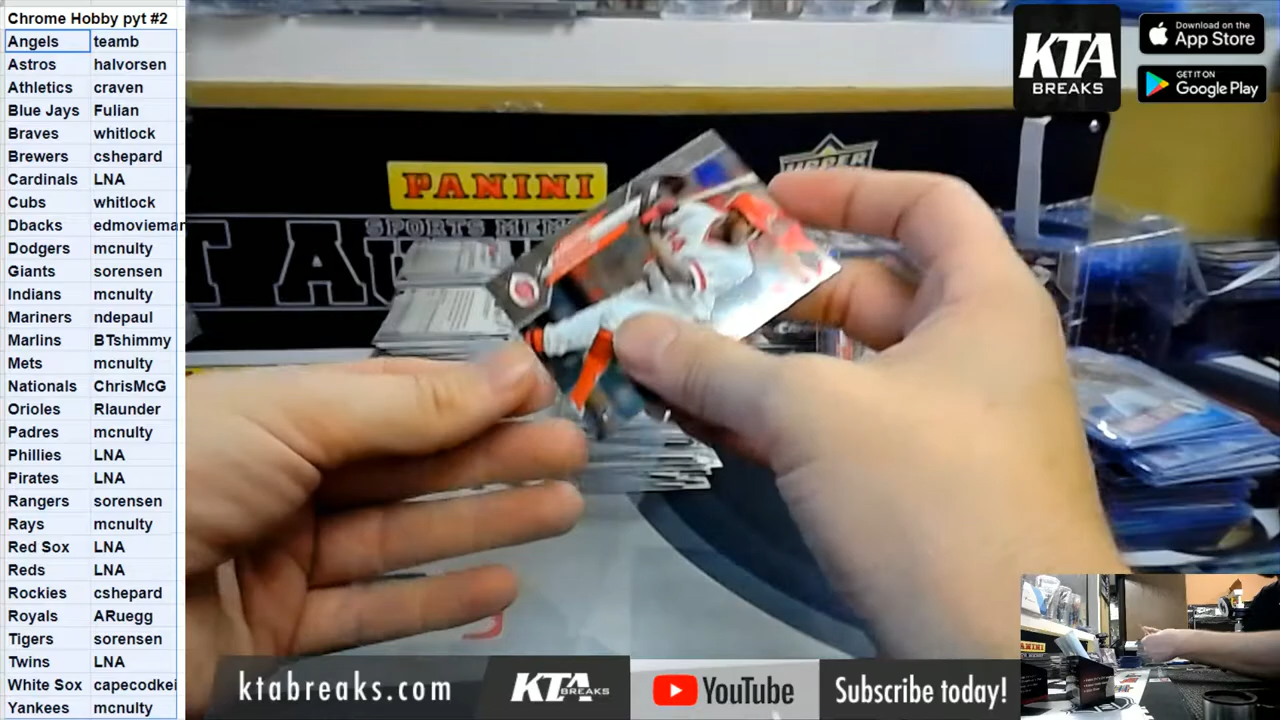 Chrome Hobby pyt #2
Angels teamb
Astros halvorsen
Athletics craven
Blue Jays Fulian
Braves whitlock
Brewers cshepard
Cardinals LNA
Cubs whitlock
Dbacks edmovieman
Dodgers mcnulty
Giants sorensen
Indians mcnulty
Mariners ndepaul
Marlins BTshimmy
Mets mcnulty
Nationals ChrisMcG
Orioles Rlaunder
Padres mcnulty
Phillies LNA
Pirates LNA
Rangers sorensen
Rays mcnulty
Red Sox LNA
Reds LNA
Rockies cshepard
Royals ARuegg
Tigers sorensen
Twins LNA
White Sox capecodkei
Yankees mcnulty
KTA
BREAKS
Download on the
App Store
GET IT ON
Google Play
PANINI
UPPER
SPORTS MEM
T AU
PANINI
ktabreaks.com
KTA BREAKS
YouTube
Subscribe today!